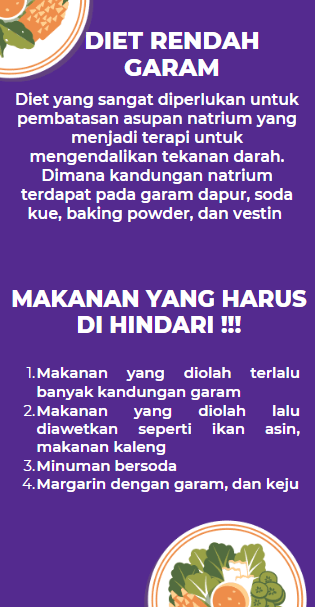 DIET RENDAH
GARAM
Diet yang sangat diperlukan untuk
pembatasan asupan natrium yang
menjadi terapi untuk
mengendalikan tekanan darah.
Dimana kandungan natrium
terdapat pada garam dapur, soda
kue, baking powder, dan vestin
MAKANAN YANG HARUS
DI HINDARI !!!
1. Makanan yang diolah terlalu
banyak kandungan garam
2. Makanan yang diolah lalu
diawetkan seperti ikan asin,
makanan kaleng
3. Minuman bersoda
4. Margarin dengan garam, dan keju